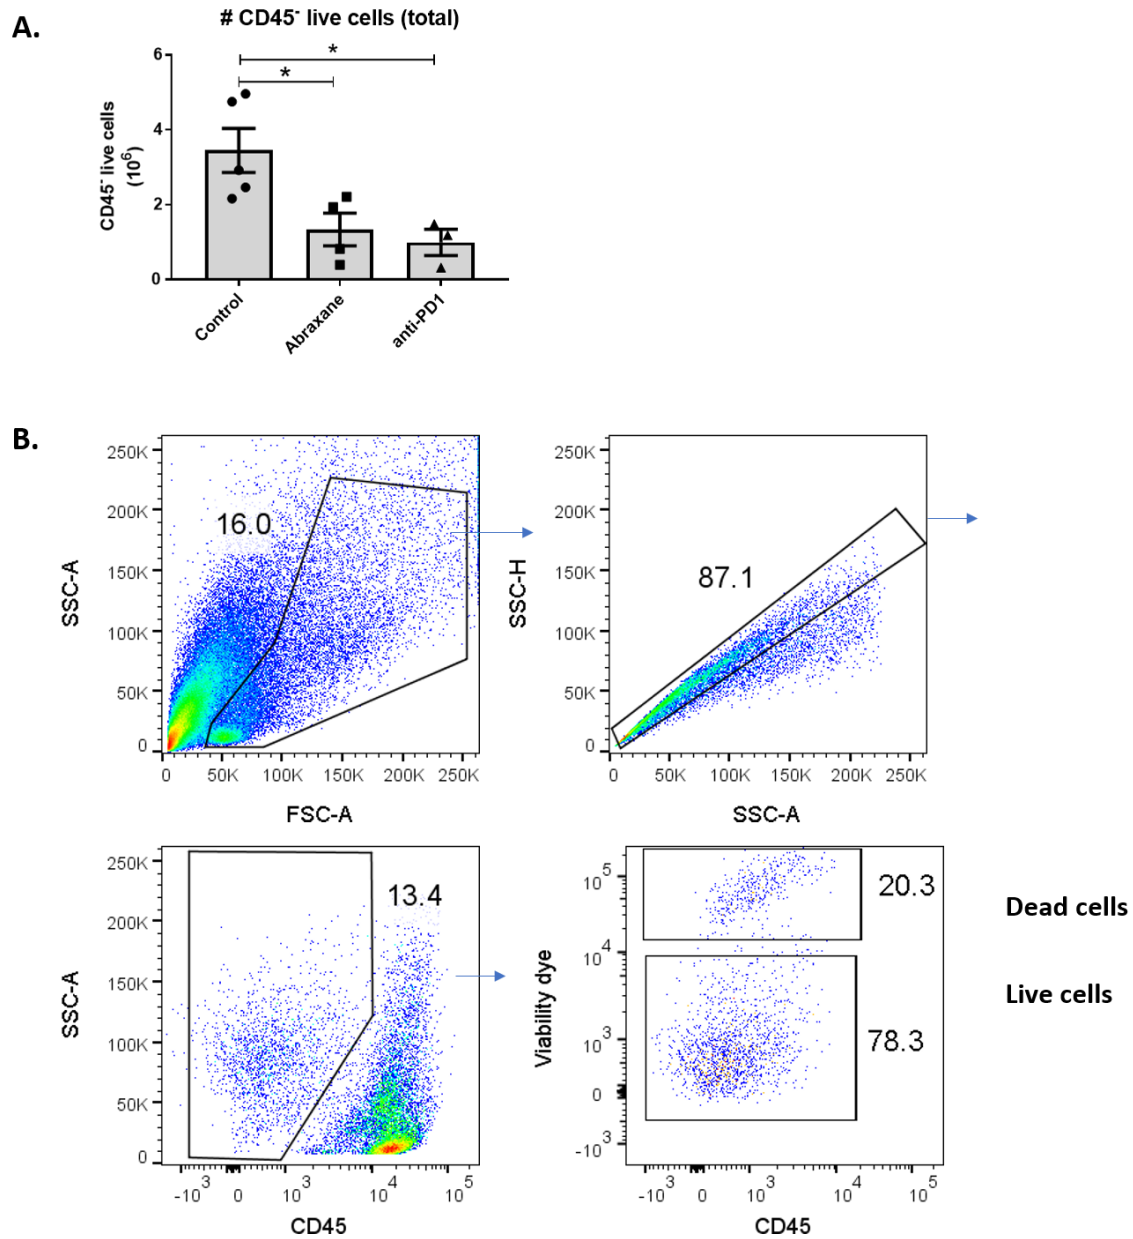 A.
# CD45⁻ live cells (total)
*
*
CD45⁻ live cells
(10⁶)
6
4
2
0
Control
Abraxane
anti-PD1
B.
SSC-A
250K
200K
150K
100K
50K
0
16.0
0 50K 100K 150K 200K 250K
FSC-A
SSC-H
250K
200K
150K
100K
50K
0
87.1
0 50K 100K 150K 200K 250K
SSC-A
SSC-A
250K
200K
150K
100K
50K
0
13.4
-10³ 0 10³ 10⁴ 10⁵
CD45
Viability dye
10⁵
10⁴
10³
0
-10³
20.3
78.3
-10³ 0 10³ 10⁴ 10⁵
CD45
Dead cells
Live cells